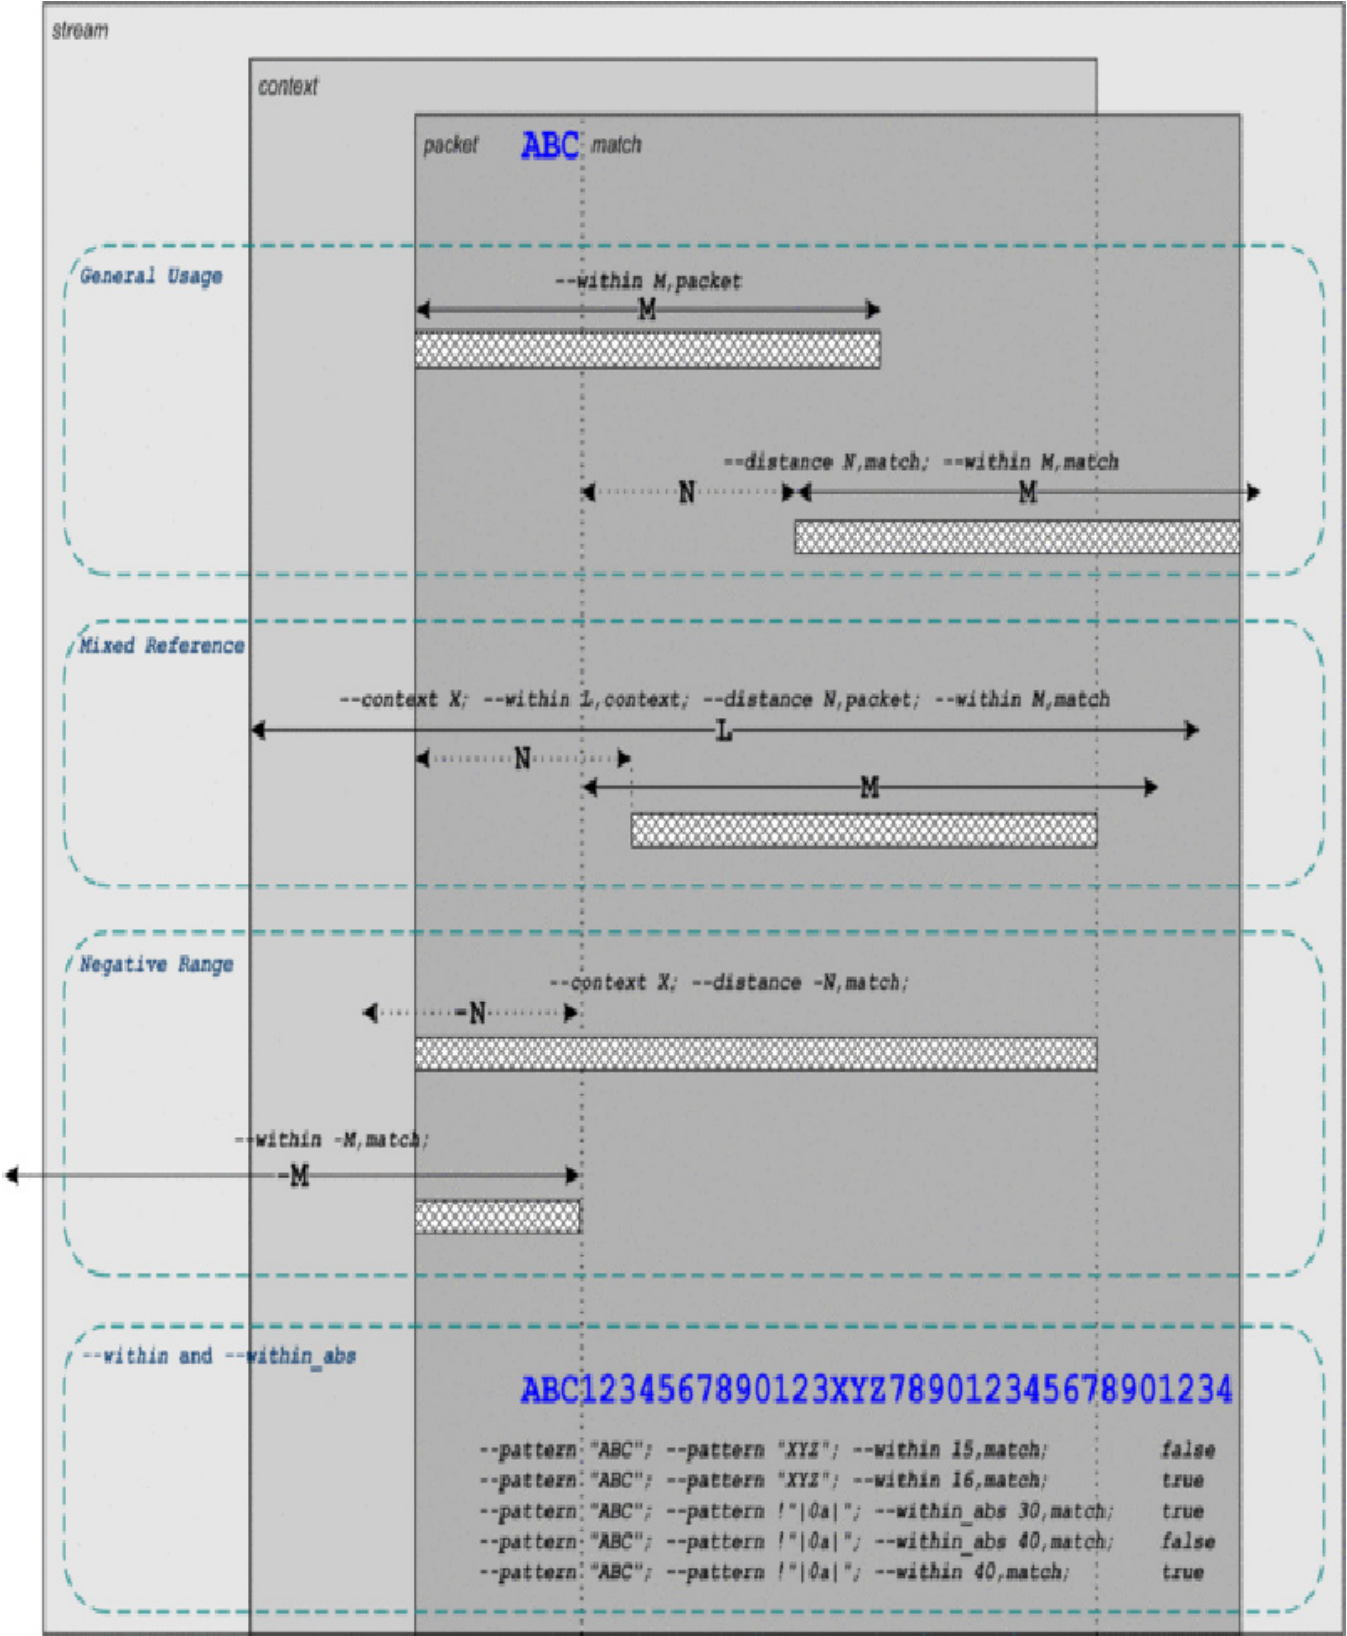 stream
context
packet ABC match
General Usage
--within M,packet
M
--distance N,match; --within M,match
N M
Mixed Reference
--context X; --within L,context; --distance N,packet; --within M,match
L
N
M
Negative Range
--context X; --distance -N,match;
-N
--within -M,match;
-M
--within and --within_abs
ABC1234567890123XYZ789012345678901234
--pattern "ABC"; --pattern "XYZ"; --within 15,match; false
--pattern "ABC"; --pattern "XYZ"; --within 16,match; true
--pattern "ABC"; --pattern !"|0a|"; --within_abs 30,match; true
--pattern "ABC"; --pattern !"|0a|"; --within_abs 40,match; false
--pattern "ABC"; --pattern !"|0a|"; --within 40,match; true